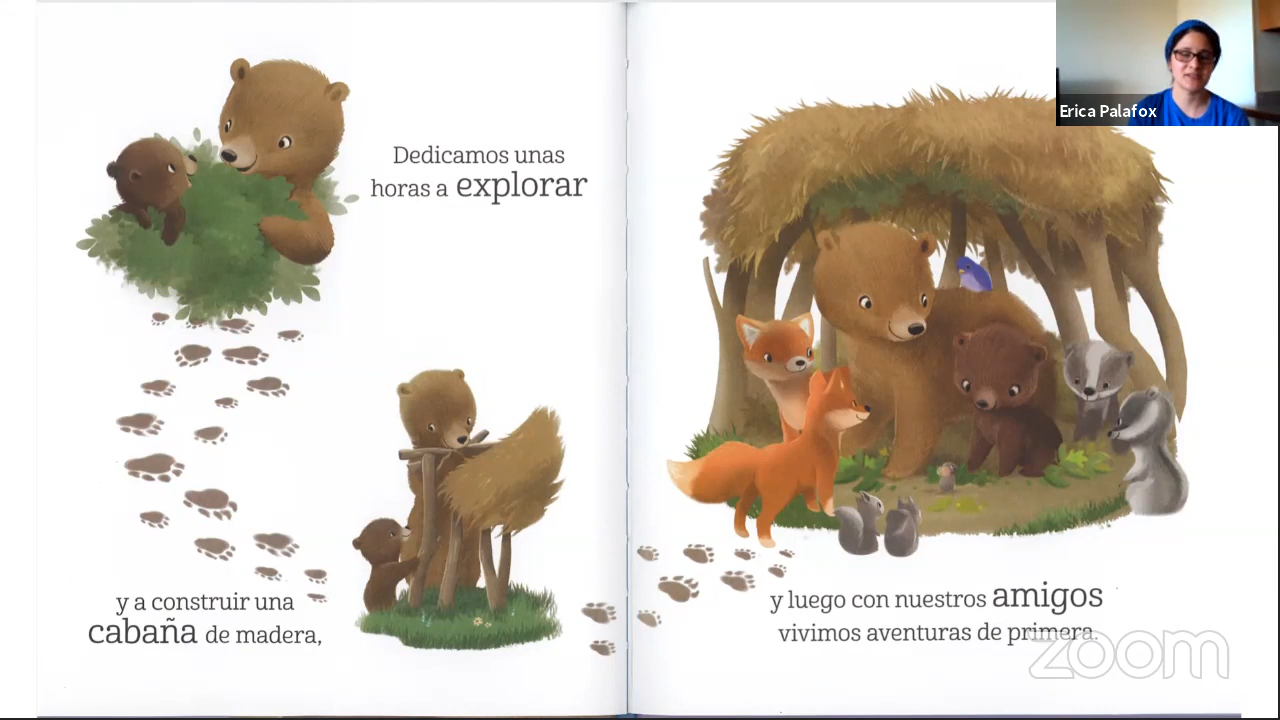 Dedicamos unas
horas a explorar
y a construir una
cabaña de madera,
y luego con nuestros amigos
vivimos aventuras de primera.
Erica Palafox
zoom